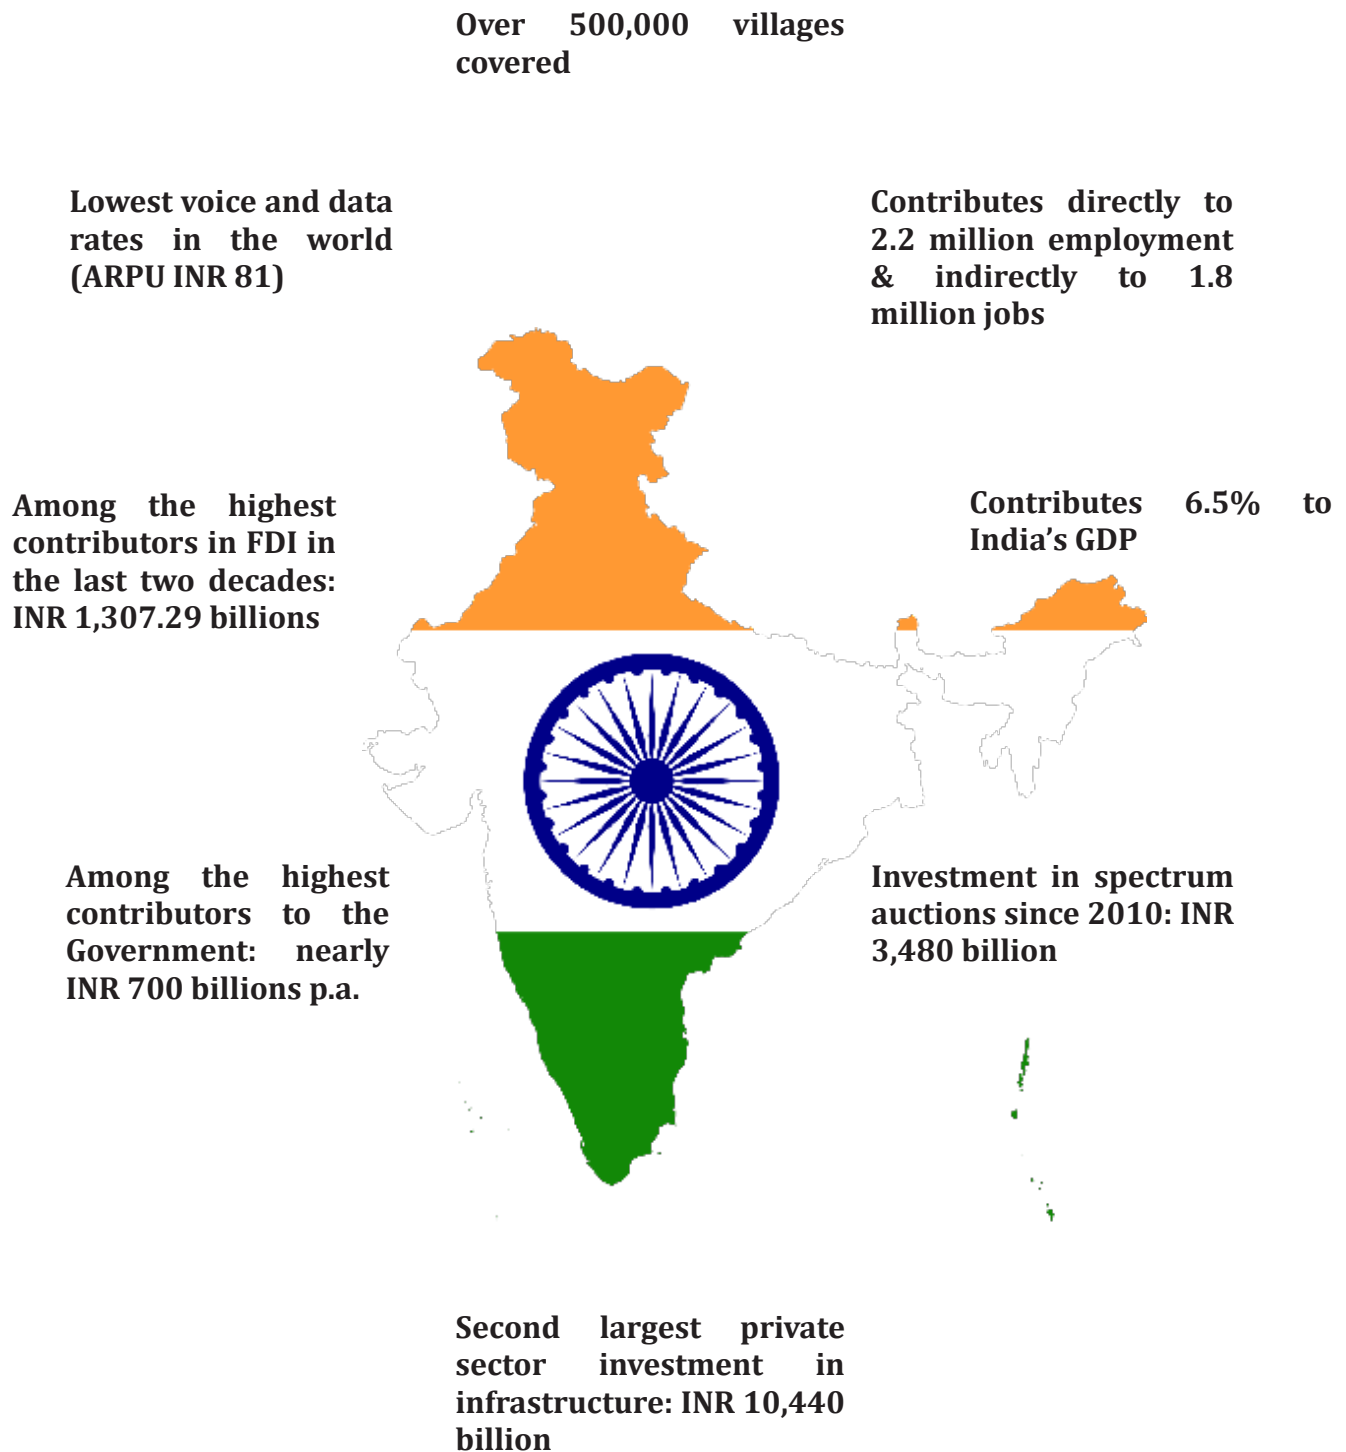 Over 500,000 villages
covered
Lowest voice and data
rates in the world
(ARPU INR 81)
Contributes directly to
2.2 million employment
& indirectly to 1.8
million jobs
Among the highest
contributors in FDI in
the last two decades:
INR 1,307.29 billions
Contributes 6.5% to
India’s GDP
Among the highest
contributors to the
Government: nearly
INR 700 billions p.a.
Investment in spectrum
auctions since 2010: INR
3,480 billion
Second largest private
sector investment in
infrastructure: INR 10,440
billion